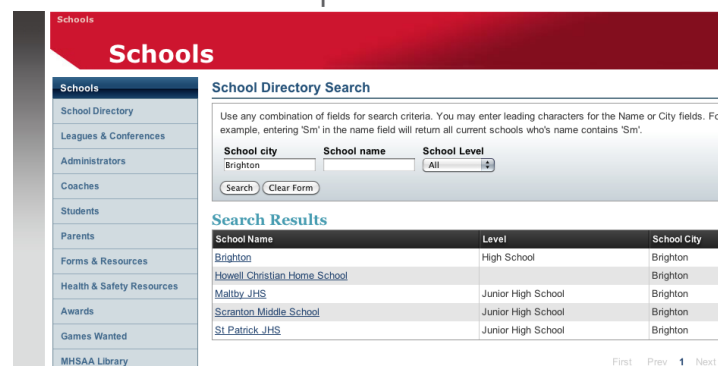 Schools
Schools
Schools
School Directory
Leagues & Conferences
Administrators
Coaches
Students
Parents
Forms & Resources
Health & Safety Resources
Awards
Games Wanted
MHSAA Library
School Directory Search
Use any combination of fields for search criteria. You may enter leading characters for the Name or City fields. Fo
example, entering 'Sm' in the name field will return all current schools who's name contains 'Sm'.
School city School name School Level
Brighton All
Search Clear Form
Search Results
School Name Level School City
Brighton High School Brighton
Howell Christian Home School Brighton
Maltby JHS Junior High School Brighton
Scranton Middle School Junior High School Brighton
St Patrick JHS Junior High School Brighton
First Prev 1 Next